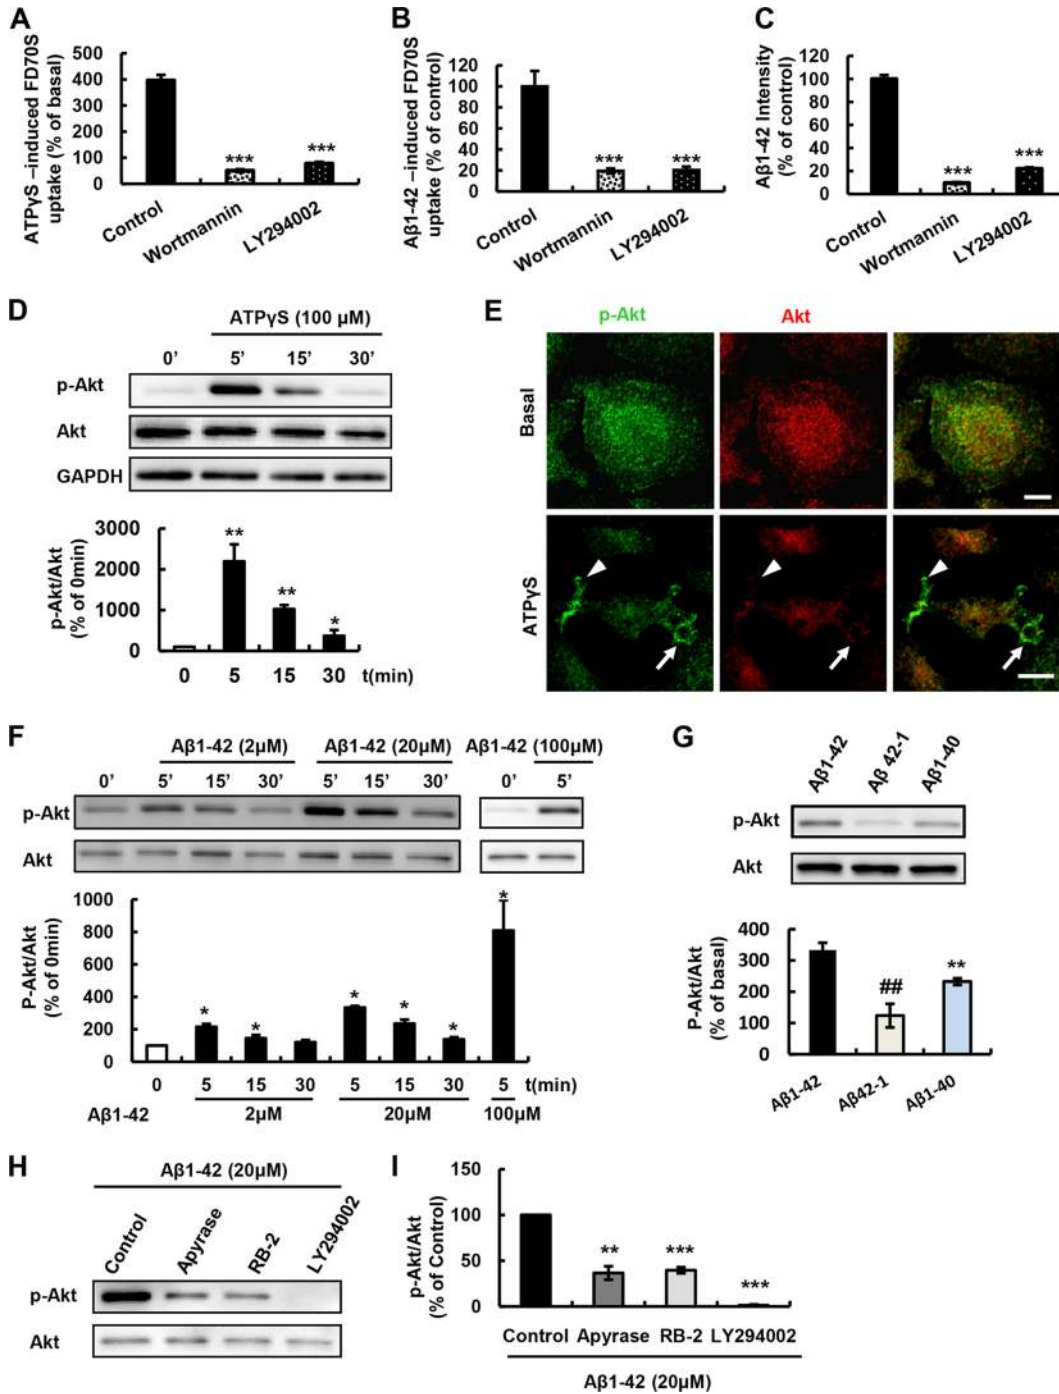 A
ATPγS –induced FD70S
uptake (% of basal)
500
400
300
200
100
0
***
***
Control
Wortmannin
LY294002
B
Aβ1-42 –induced FD70S
uptake (% of control)
120
100
80
60
40
20
0
***
***
Control
Wortmannin
LY294002
C
Aβ1-42 Intensity
(% of control)
120
100
80
60
40
20
0
***
***
Control
Wortmannin
LY294002
D
ATPγS (100 µM)
0' 5' 15' 30'
p-Akt
Akt
GAPDH
p-Akt/Akt
(% of 0min)
3000
2000
1000
0
**
**
*
0 5 15 30 t(min)
E
p-Akt Akt
Basal
ATPγS
F
Aβ1-42 (2µM) Aβ1-42 (20µM) Aβ1-42 (100µM)
0' 5' 15' 30' 5' 15' 30' 0' 5'
p-Akt
Akt
P-Akt/Akt
(% of 0min)
1000
800
600
400
200
0
* * * * * *
0 5 15 30 5 15 30 5 t(min)
Aβ1-42 2µM 20µM 100µM
G
Aβ1-42 Aβ 42-1 Aβ1-40
p-Akt
Akt
P-Akt/Akt
(% of basal)
400
300
200
100
0
##
**
Aβ1-42 Aβ42-1 Aβ1-40
H
Aβ1-42 (20µM)
Control Apyrase RB-2 LY294002
p-Akt
Akt
I
p-Akt/Akt
(% of Control)
150
100
50
0
** *** ***
Control Apyrase RB-2 LY294002
Aβ1-42 (20µM)